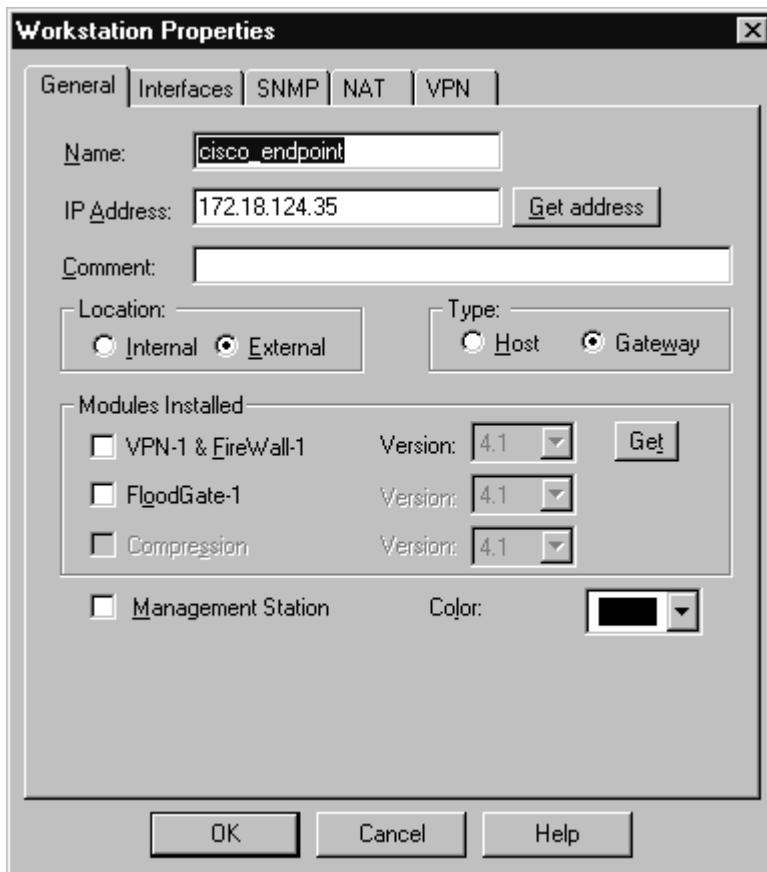 Workstation Properties
General Interfaces SNMP NAT VPN
Name: cisco_endpoint
IP Address: 172.18.124.35 Get address
Comment:
Location: Type:
Internal External Host Gateway
Modules Installed
VPN-1 & FireWall-1 Version: 4.1 Get
FloodGate-1 Version: 4.1
Compression Version: 4.1
Management Station Color:
OK Cancel Help